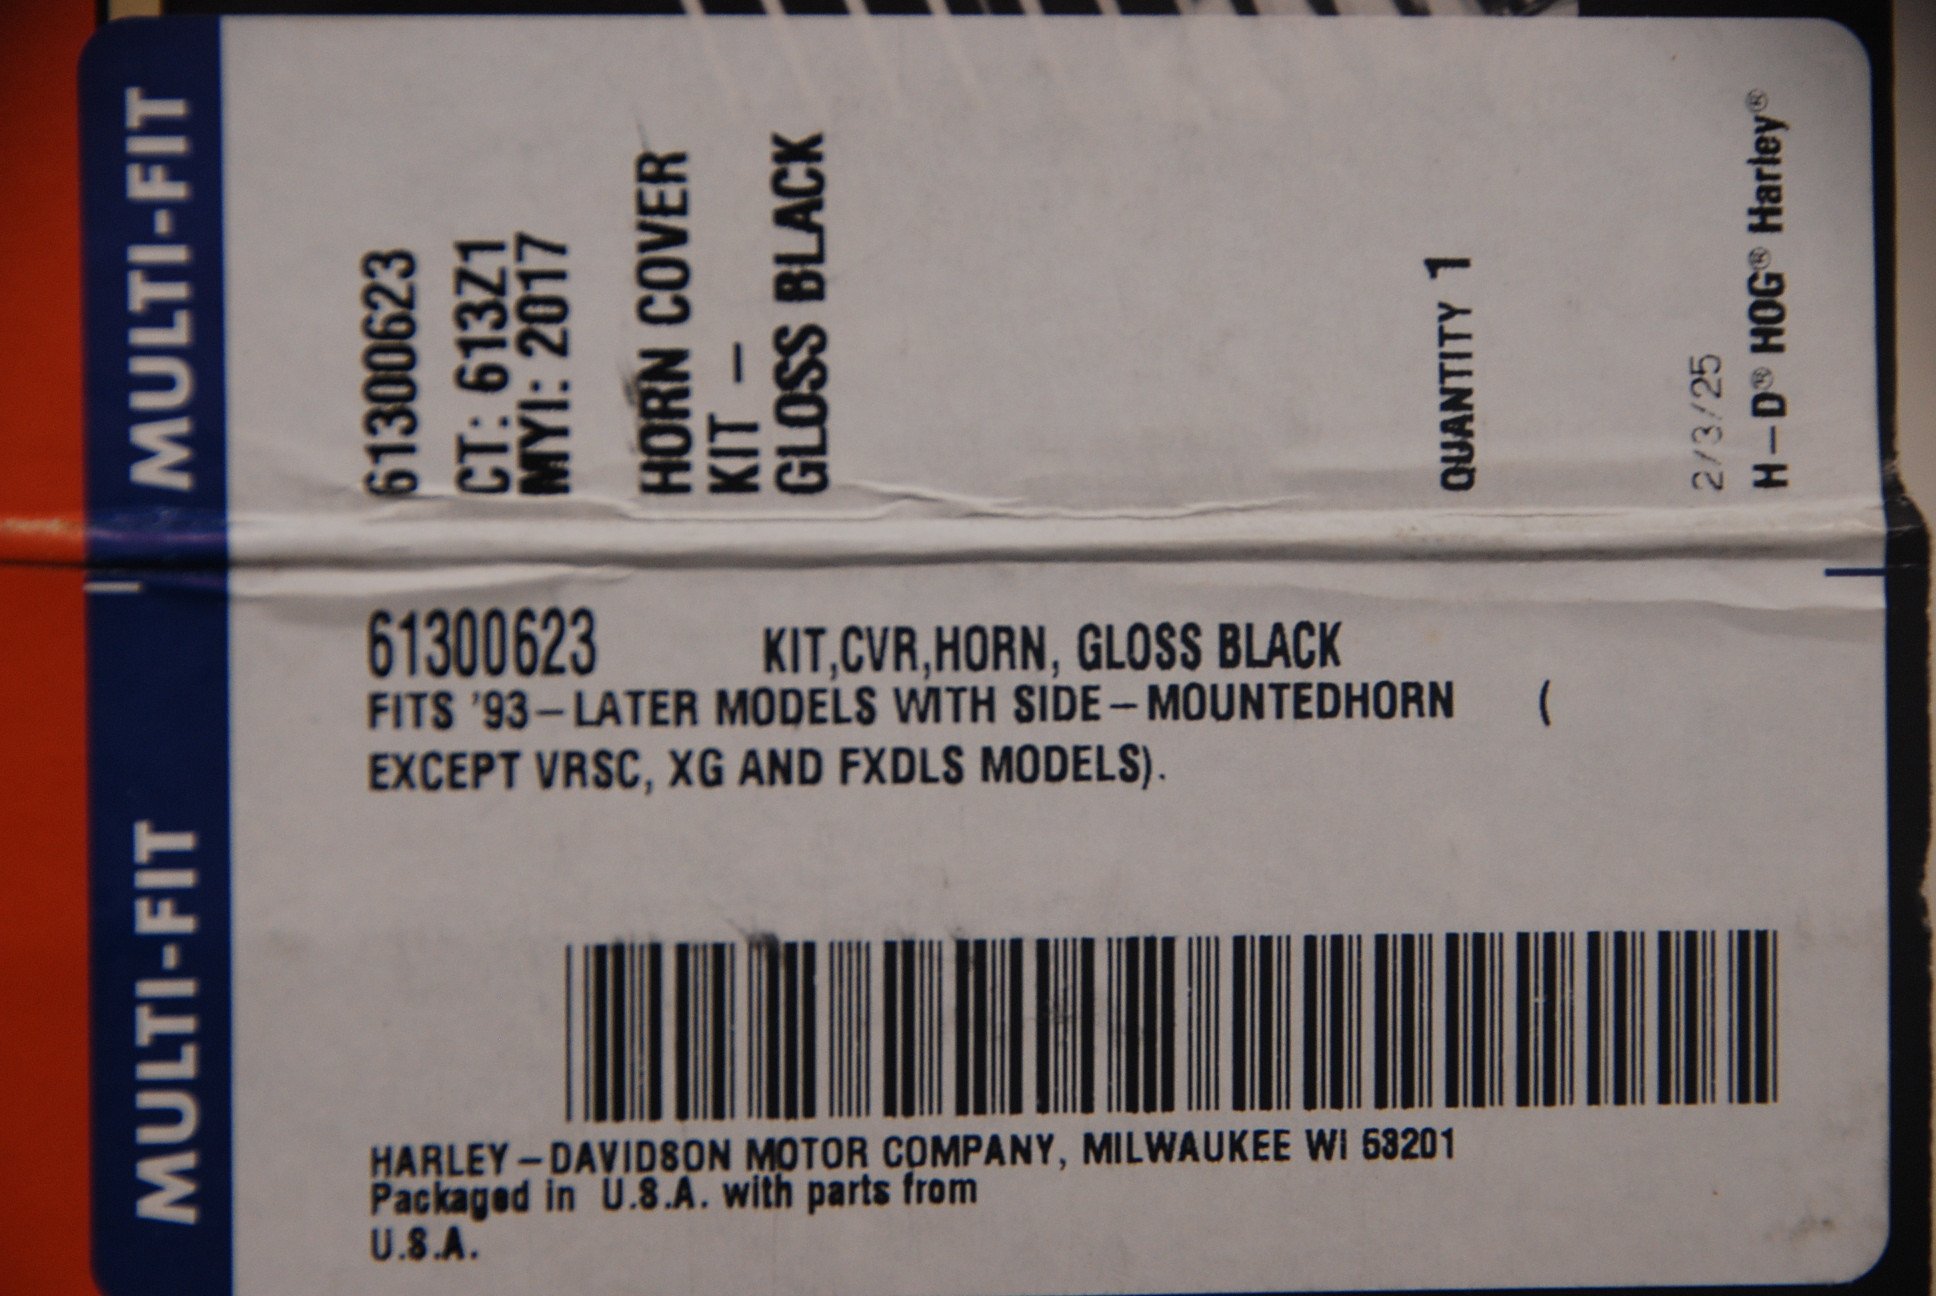 MULTI-FIT
61300623
CT: 613Z1
MYI: 2017
HORN COVER
KIT –
GLOSS BLACK
QUANTITY 1
2/3/25
H–D® HOG® Harley®
MULTI-FIT
61300623 KIT,CVR,HORN, GLOSS BLACK
FITS '93–LATER MODELS WITH SIDE–MOUNTEDHORN (
EXCEPT VRSC, XG AND FXDLS MODELS).
HARLEY–DAVIDSON MOTOR COMPANY, MILWAUKEE WI 53201
Packaged in U.S.A. with parts from
U.S.A.